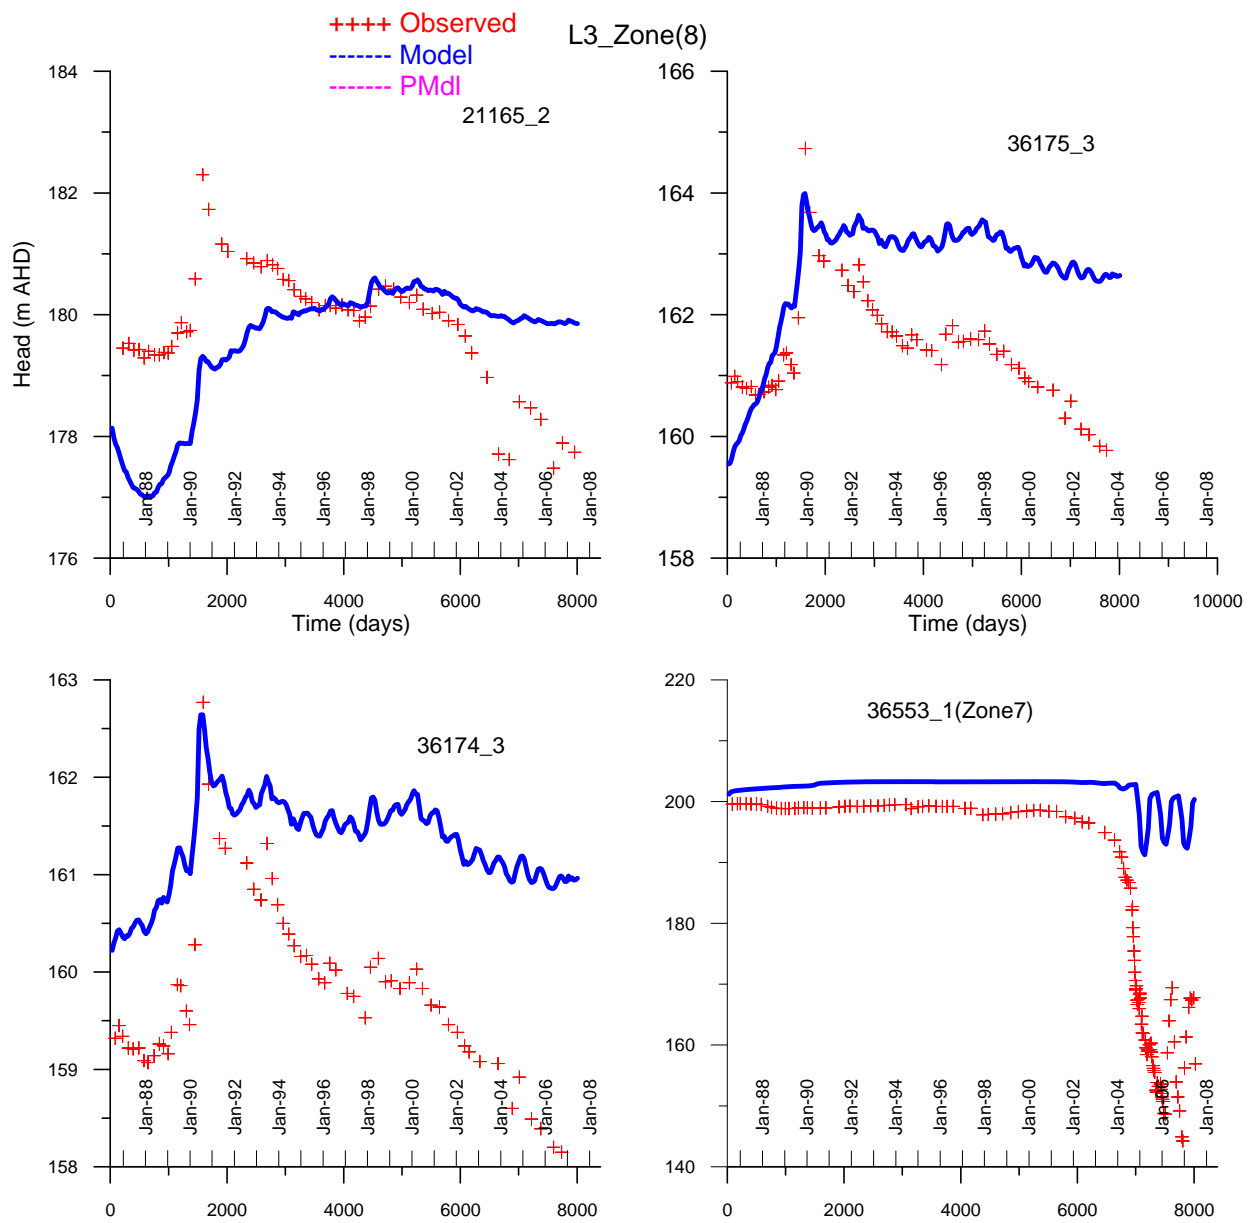 ++++ Observed
------ Model
------ PMdl
L3_Zone(8)
184
182
180
178
176
Head (m AHD)
21165_2
Jan-88
Jan-90
Jan-92
Jan-94
Jan-96
Jan-98
Jan-00
Jan-02
Jan-04
Jan-06
Jan-08
0
2000
4000
6000
8000
Time (days)
166
164
162
160
158
36175_3
Jan-88
Jan-90
Jan-92
Jan-94
Jan-96
Jan-98
Jan-00
Jan-02
Jan-04
Jan-06
Jan-08
0
2000
4000
6000
8000
10000
Time (days)
163
162
161
160
159
158
36174_3
Jan-88
Jan-90
Jan-92
Jan-94
Jan-96
Jan-98
Jan-00
Jan-02
Jan-04
Jan-06
Jan-08
0
2000
4000
6000
8000
220
200
180
160
140
36553_1(Zone7)
Jan-88
Jan-90
Jan-92
Jan-94
Jan-96
Jan-98
Jan-00
Jan-02
Jan-04
Jan-06
Jan-08
0
2000
4000
6000
8000